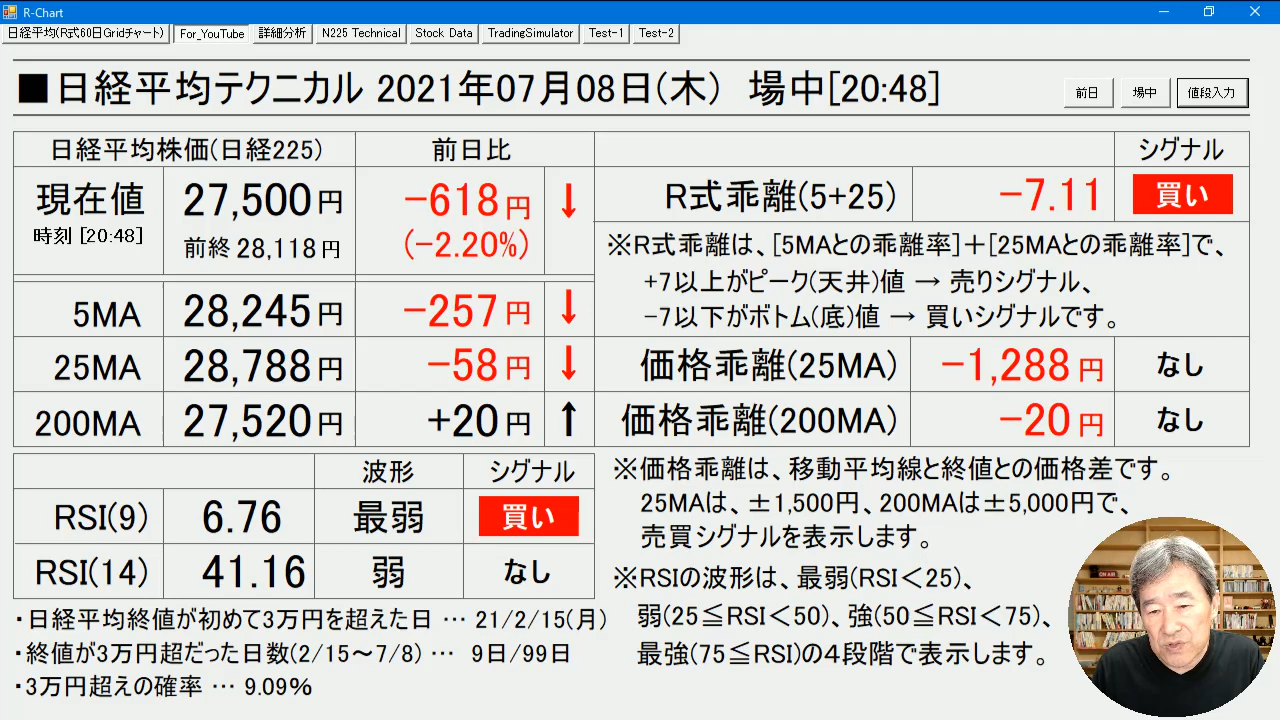 R-Chart
日経平均(R式60日Gridチャート) For_YouTube 詳細分析 N225 Technical Stock Data TradingSimulator Test-1 Test-2
■日経平均テクニカル 2021年07月08日(木) 場中[20:48]
前日 場中 値段入力
日経平均株価(日経225) 前日比
現在値 27,500円 -618円 ↓
時刻 [20:48] 前終 28,118円 (-2.20%)
5MA 28,245円 -257円 ↓
25MA 28,788円 -58円 ↓
200MA 27,520円 +20円 ↑
シグナル
R式乖離(5+25) -7.11 買い
※R式乖離は、[5MAとの乖離率]+[25MAとの乖離率]で、
+7以上がピーク(天井)値 → 売りシグナル、
-7以下がボトム(底)値 → 買いシグナルです。
価格乖離(25MA) -1,288円 なし
価格乖離(200MA) -20円 なし
波形 シグナル
RSI(9) 6.76 最弱 買い
RSI(14) 41.16 弱 なし
※価格乖離は、移動平均線と終値との価格差です。
25MAは、±1,500円、200MAは±5,000円で、
売買シグナルを表示します。
※RSIの波形は、最弱(RSI<25)、
弱(25≦RSI<50)、強(50≦RSI<75)、
最強(75≦RSI)の4段階で表示します。
・日経平均終値が初めて3万円を超えた日 … 21/2/15(月)
・終値が3万円超だった日数(2/15～7/8) … 9日/99日
・3万円超えの確率 … 9.09%
ON AIR